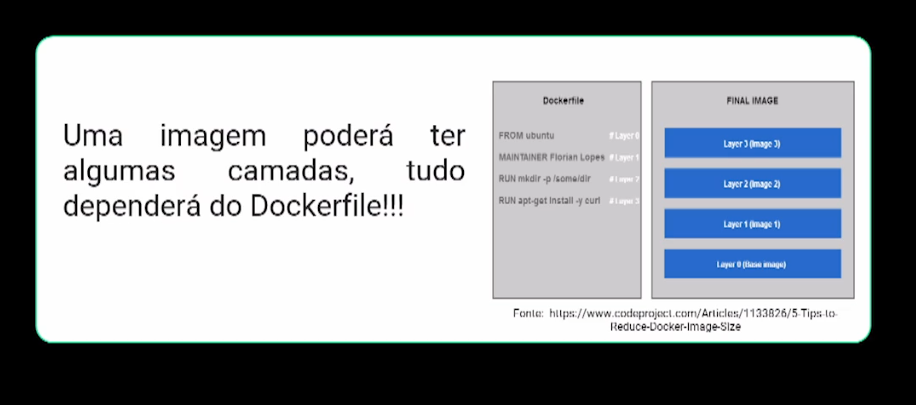 Uma imagem poderá ter
algumas camadas, tudo
dependerá do Dockerfile!!!
Dockerfile
FROM ubuntu # Layer 0
MAINTAINER Florian Lopes # Layer 1
RUN mkdir -p /some/dir # Layer 2
RUN apt-get install -y curl # Layer 3
FINAL IMAGE
Layer 3 (Image 3)
Layer 2 (Image 2)
Layer 1 (Image 1)
Layer 0 (Base image)
Fonte: https://www.codeproject.com/Articles/1133826/5-Tips-to-
Reduce-Docker-Image-Size